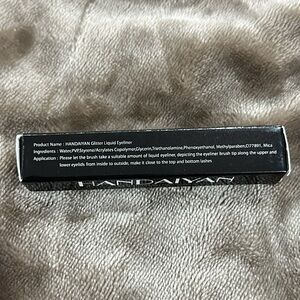 Product Name : HANDAIYAN Glitter Liquid Eyeliner
Ingredients : Water,PVP,Styrene/Acrylates Copolymer,Glycerin,Triethanolamine,Phenoxyethanol, Methylparaben,CI77891, Mica
Application : Please let the brush take a suitable amount of liquid eyeliner, depicting the eyeliner brush tip along the upper and
lower eyelids from inside to outside, make it close to the top and bottom lashes
HANDAIYAN